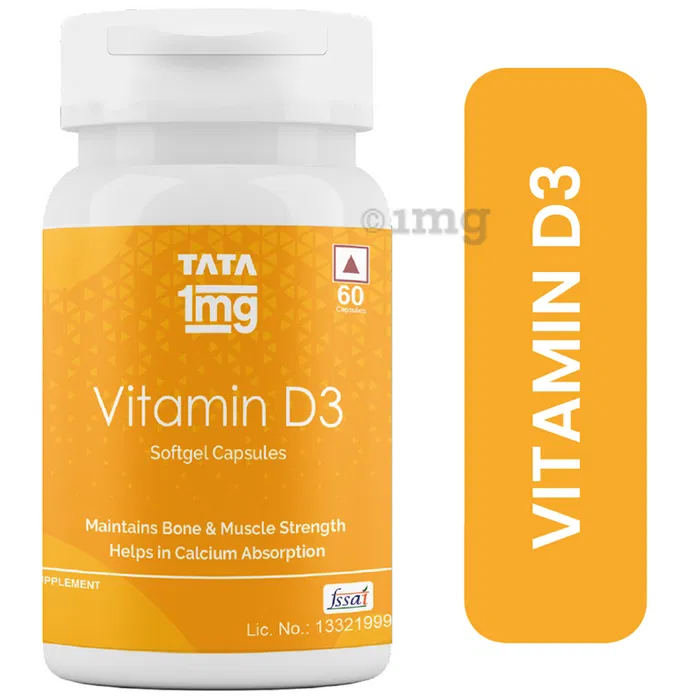 ©1mg
TATA
1mg
60
Capsules
Vitamin D3
Softgel Capsules
Maintains Bone & Muscle Strength
Helps in Calcium Absorption
fssai
Lic. No.: 13321999
VITAMIN D3